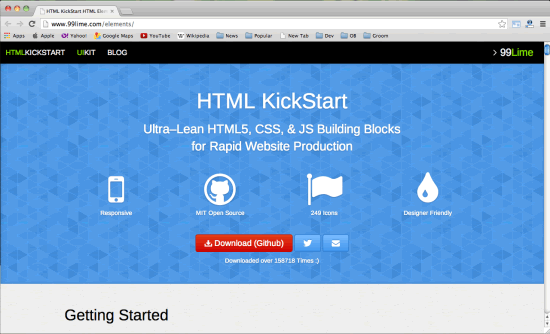 HTML KickStart HTML Elem
www.99lime.com/elements/
Apps Apple Yahoo! Google Maps YouTube Wikipedia News Popular New Tab Dev OB Groom
HTMLKICKSTART UIKIT BLOG > 99Lime
HTML KickStart
Ultra–Lean HTML5, CSS, & JS Building Blocks
for Rapid Website Production
Responsive MIT Open Source 249 Icons Designer Friendly
Download (Github)
Downloaded over 158718 Times :)
Getting Started